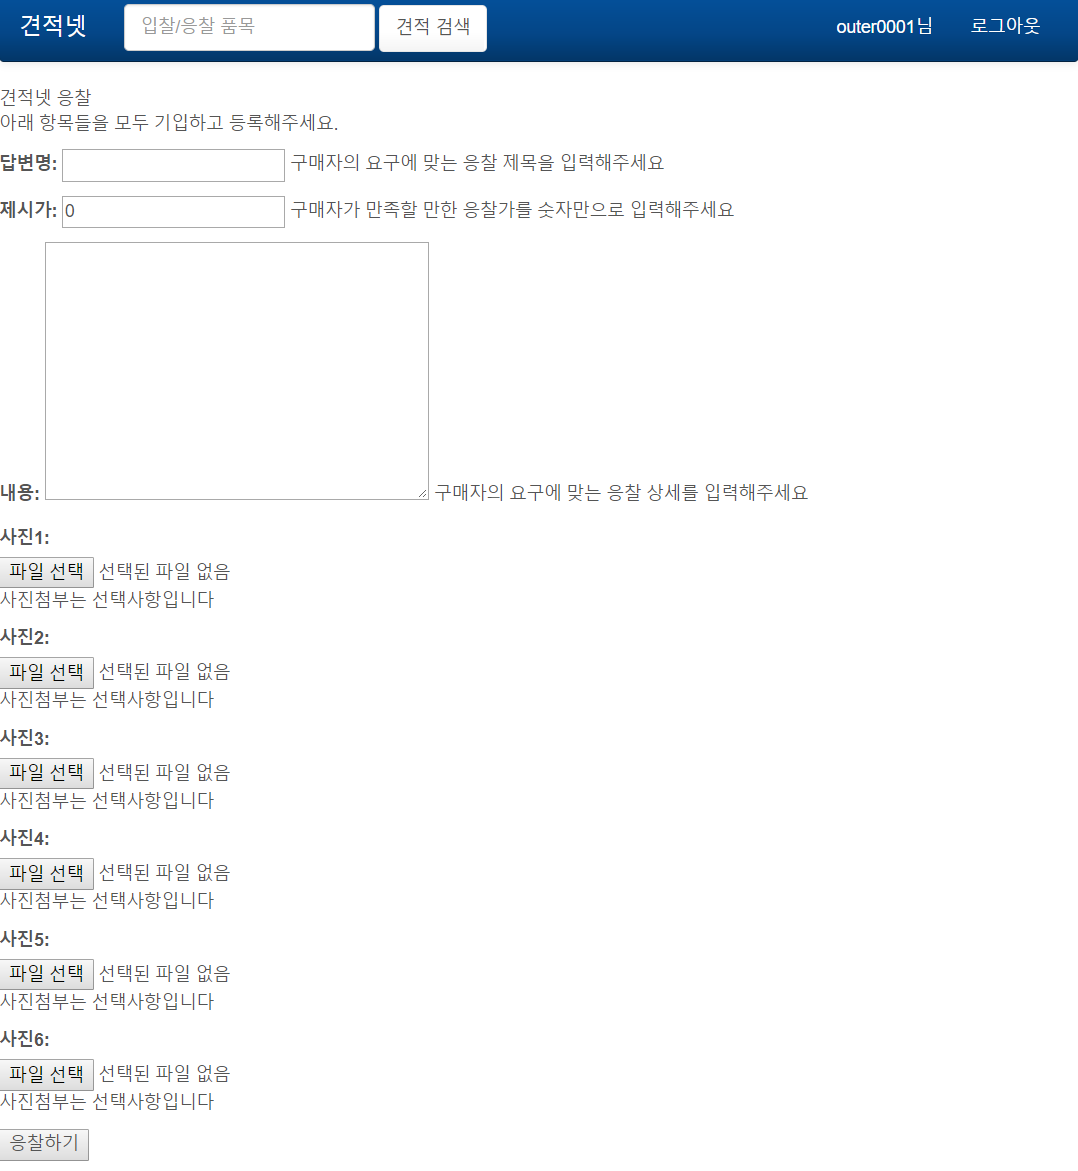 견적넷 입찰/응찰 품목 견적 검색 outer0001님 로그아웃
견적넷 응찰
아래 항목들을 모두 기입하고 등록해주세요.
답변명: 구매자의 요구에 맞는 응찰 제목을 입력해주세요
제시가: 0 구매자가 만족할 만한 응찰가를 숫자만으로 입력해주세요
내용: 구매자의 요구에 맞는 응찰 상세를 입력해주세요
사진1:
파일 선택 선택된 파일 없음
사진첨부는 선택사항입니다
사진2:
파일 선택 선택된 파일 없음
사진첨부는 선택사항입니다
사진3:
파일 선택 선택된 파일 없음
사진첨부는 선택사항입니다
사진4:
파일 선택 선택된 파일 없음
사진첨부는 선택사항입니다
사진5:
파일 선택 선택된 파일 없음
사진첨부는 선택사항입니다
사진6:
파일 선택 선택된 파일 없음
사진첨부는 선택사항입니다
응찰하기